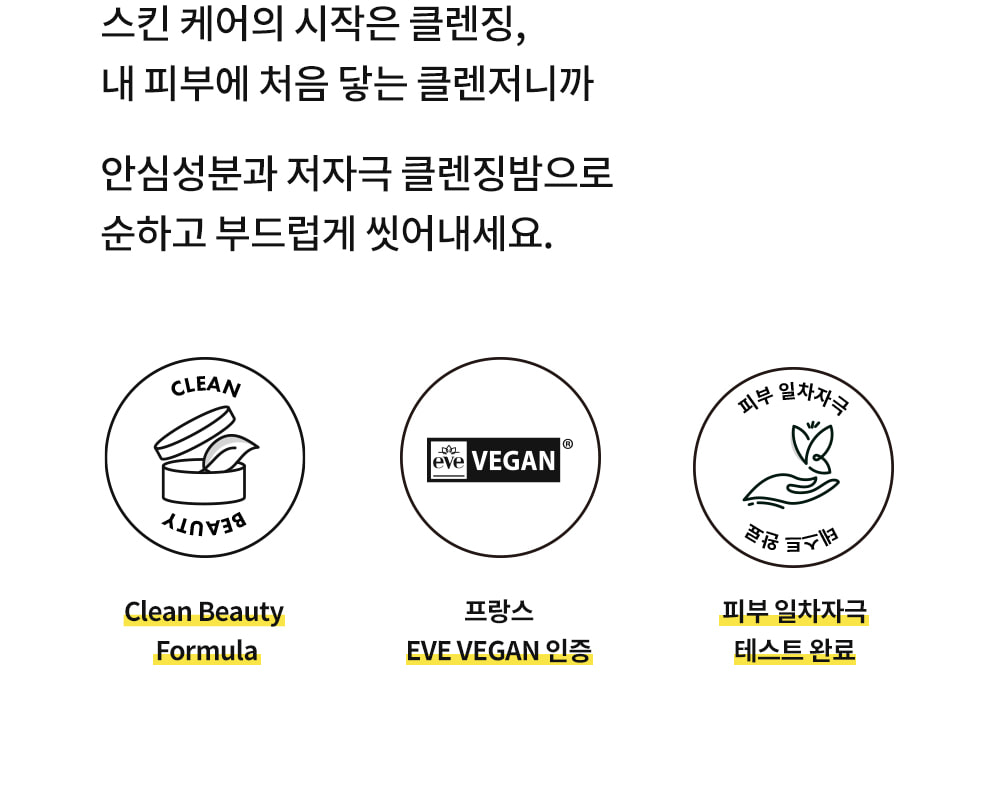 스킨 케어의 시작은 클렌징,
내 피부에 처음 닿는 클렌저니까
안심성분과 저자극 클렌징밤으로
순하고 부드럽게 씻어내세요.
CLEAN
BEAUTY
eve VEGAN®
피부 일차자극
테스트 완료
Clean Beauty
Formula
프랑스
EVE VEGAN 인증
피부 일차자극
테스트 완료